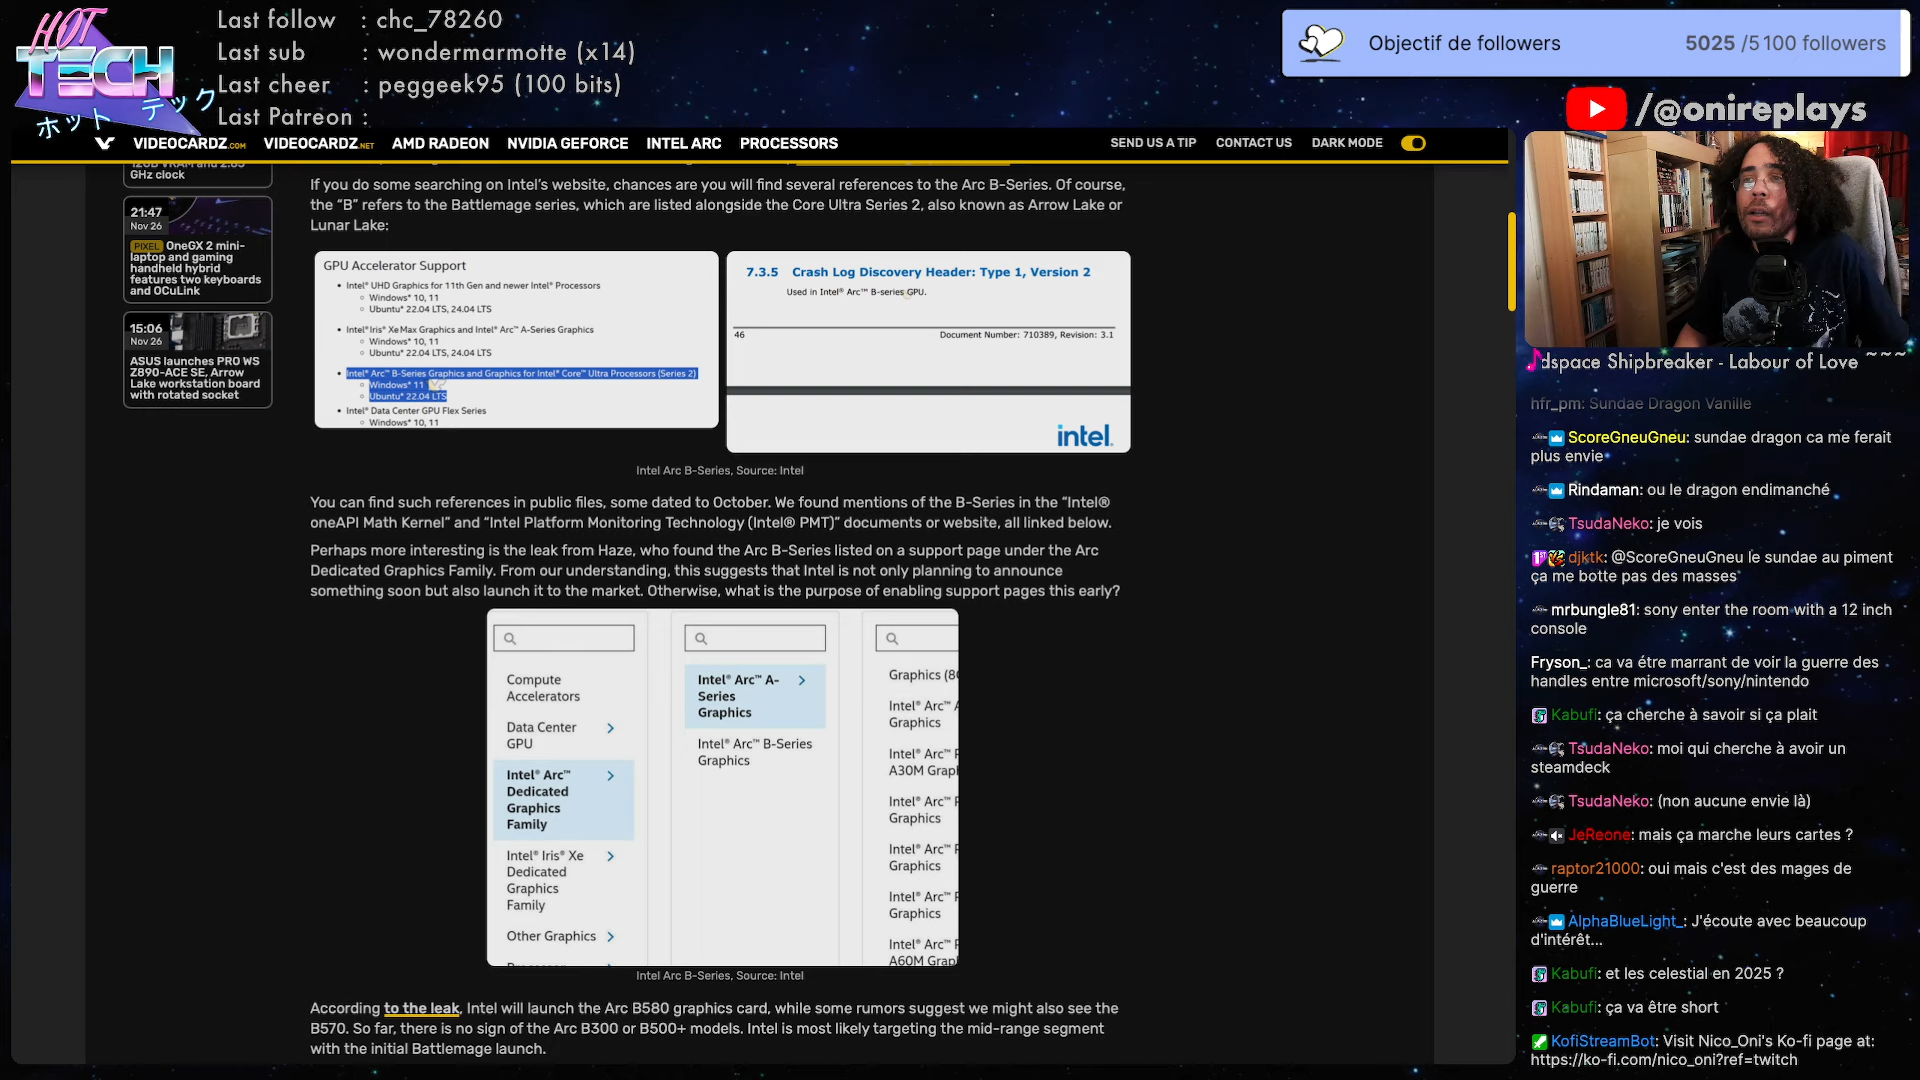 HOT
TECH
ホット テック
Last follow : chc_78260
Last sub : wondermarmotte (x14)
Last cheer : peggeek95 (100 bits)
Last Patreon :
Objectif de followers 5025 /5 100 followers
/@onireplays
VIDEOCARDZ.COM VIDEOCARDZ.NET AMD RADEON NVIDIA GEFORCE INTEL ARC PROCESSORS SEND US A TIP CONTACT US DARK MODE
GHz clock
21:47
Nov 26
PIXEL OneGX 2 mini-
laptop and gaming
handheld hybrid
features two keyboards
and OCuLink
15:06
Nov 26
ASUS launches PRO WS
Z890-ACE SE, Arrow
Lake workstation board
with rotated socket
If you do some searching on Intel's website, chances are you will find several references to the Arc B-Series. Of course,
the “B” refers to the Battlemage series, which are listed alongside the Core Ultra Series 2, also known as Arrow Lake or
Lunar Lake:
GPU Accelerator Support
• Intel® UHD Graphics for 11th Gen and newer Intel® Processors
Windows* 10, 11
Ubuntu* 22.04 LTS, 24.04 LTS
• Intel® Iris® Xe Max Graphics and Intel® Arc™ A-Series Graphics
Windows* 10, 11
Ubuntu* 22.04 LTS, 24.04 LTS
• Intel® Arc™ B-Series Graphics and Graphics for Intel® Core™ Ultra Processors (Series 2)
Windows* 11
Ubuntu* 22.04 LTS
• Intel® Data Center GPU Flex Series
Windows* 10, 11
7.3.5 Crash Log Discovery Header: Type 1, Version 2
Used in Intel® Arc™ B-series GPU.
46 Document Number: 710389, Revision: 3.1
intel.
Intel Arc B-Series, Source: Intel
You can find such references in public files, some dated to October. We found mentions of the B-Series in the “Intel®
oneAPI Math Kernel” and “Intel Platform Monitoring Technology (Intel® PMT)” documents or website, all linked below.
Perhaps more interesting is the leak from Haze, who found the Arc B-Series listed on a support page under the Arc
Dedicated Graphics Family. From our understanding, this suggests that Intel is not only planning to announce
something soon but also launch it to the market. Otherwise, what is the purpose of enabling support pages this early?
Compute
Accelerators
Data Center
GPU
Intel® Arc™
Dedicated
Graphics
Family
Intel® Iris® Xe
Dedicated
Graphics
Family
Other Graphics
Intel® Arc™ A-
Series
Graphics
Intel® Arc™ B-Series
Graphics
Graphics (8
Intel® Arc™
Graphics
Intel® Arc™
A30M Grap
Intel® Arc™
Graphics
Intel® Arc™
Graphics
Intel® Arc™
Graphics
Intel® Arc™
A60M Grap
Intel Arc B-Series, Source: Intel
According to the leak, Intel will launch the Arc B580 graphics card, while some rumors suggest we might also see the
B570. So far, there is no sign of the Arc B300 or B500+ models. Intel is most likely targeting the mid-range segment
with the initial Battlemage launch.
dspace Shipbreaker - Labour of Love ~~~
hfr_pm: Sundae Dragon Vanille
ScoreGneuGneu: sundae dragon ca me ferait
plus envie
Rindaman: ou le dragon endimanché
TsudaNeko: je vois
djktk: @ScoreGneuGneu le sundae au piment
ça me botte pas des masses
mrbungle81: sony enter the room with a 12 inch
console
Fryson_: ca va étre marrant de voir la guerre des
handles entre microsoft/sony/nintendo
Kabufi: ça cherche à savoir si ça plait
TsudaNeko: moi qui cherche à avoir un
steamdeck
TsudaNeko: (non aucune envie là)
JeReone: mais ça marche leurs cartes ?
raptor21000: oui mais c'est des mages de
guerre
AlphaBlueLight_: J'écoute avec beaucoup
d'intérêt...
Kabufi: et les celestial en 2025 ?
Kabufi: ça va être short
KofiStreamBot: Visit Nico_Oni's Ko-fi page at:
https://ko-fi.com/nico_oni?ref=twitch